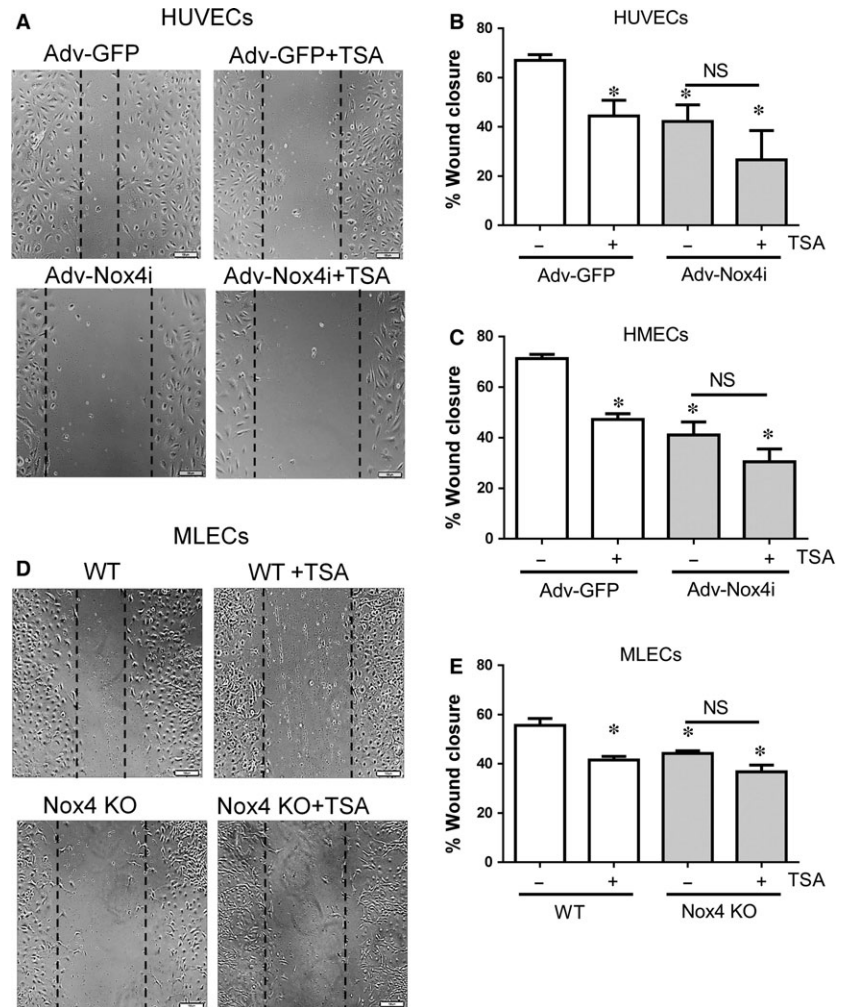 A
HUVECs
Adv-GFP
Adv-GFP+TSA
Adv-Nox4i
Adv-Nox4i+TSA
B
HUVECs
% Wound closure
80
60
40
20
0
NS
*
*
*
– + – + TSA
Adv-GFP
Adv-Nox4i
C
HMECs
% Wound closure
80
60
40
20
0
NS
*
*
*
– + – + TSA
Adv-GFP
Adv-Nox4i
MLECs
D
WT
WT +TSA
Nox4 KO
Nox4 KO+TSA
E
MLECs
% Wound closure
80
60
40
20
0
NS
*
*
*
– + – + TSA
WT
Nox4 KO